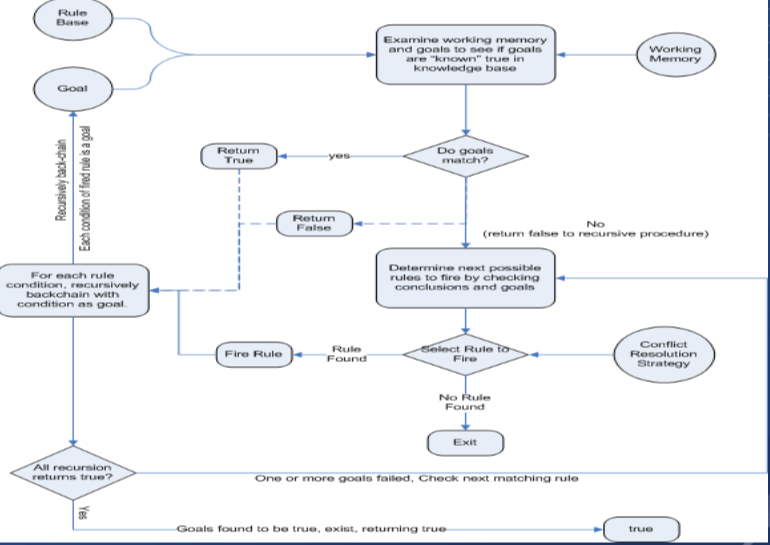 Rule
Base
Examine working memory
and goals to see if goals
are "known" true in
knowledge base
Working
Memory
Goal
Recursively back-chain
Each condition of fired rule is a goal
Return
True
yes
Do goals
match?
Return
False
No
(return false to recursive procedure)
For each rule
condition, recursively
backchain with
condition as goal.
Determine next possible
rules to fire by checking
conclusions and goals
Fire Rule
Rule
Found
Select Rule to
Fire
Conflict
Resolution
Strategy
No Rule
Found
Exit
All recursion
returns true?
One or more goals failed, Check next matching rule
Yes
Goals found to be true, exist, returning true
true